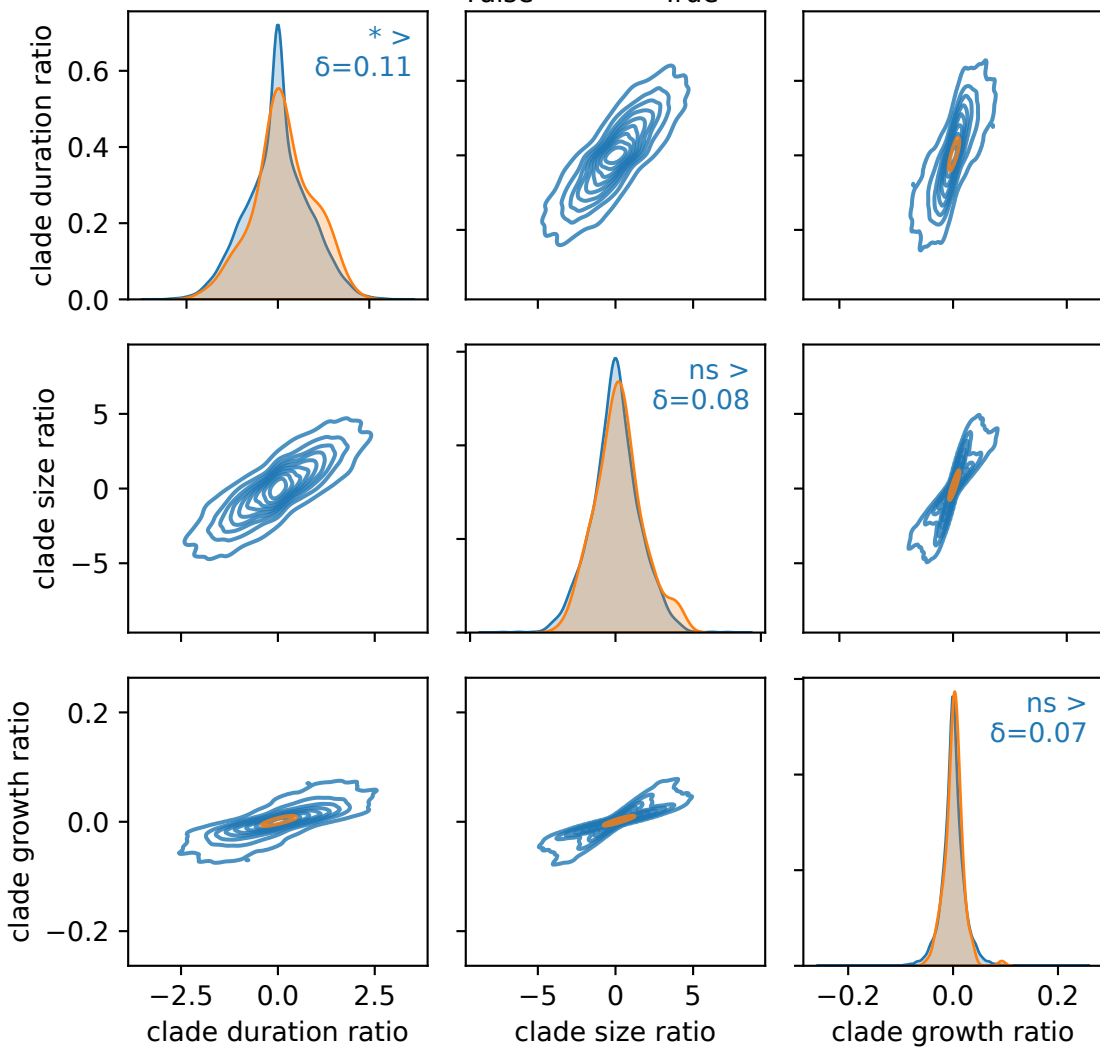 clade duration ratio
0.6
0.4
0.2
0.0
* >
δ=0.11
clade size ratio
5
0
−5
ns >
δ=0.08
clade growth ratio
0.2
0.0
−0.2
ns >
δ=0.07
−2.5 0.0 2.5
−5 0 5
−0.2 0.0 0.2
clade duration ratio
clade size ratio
clade growth ratio